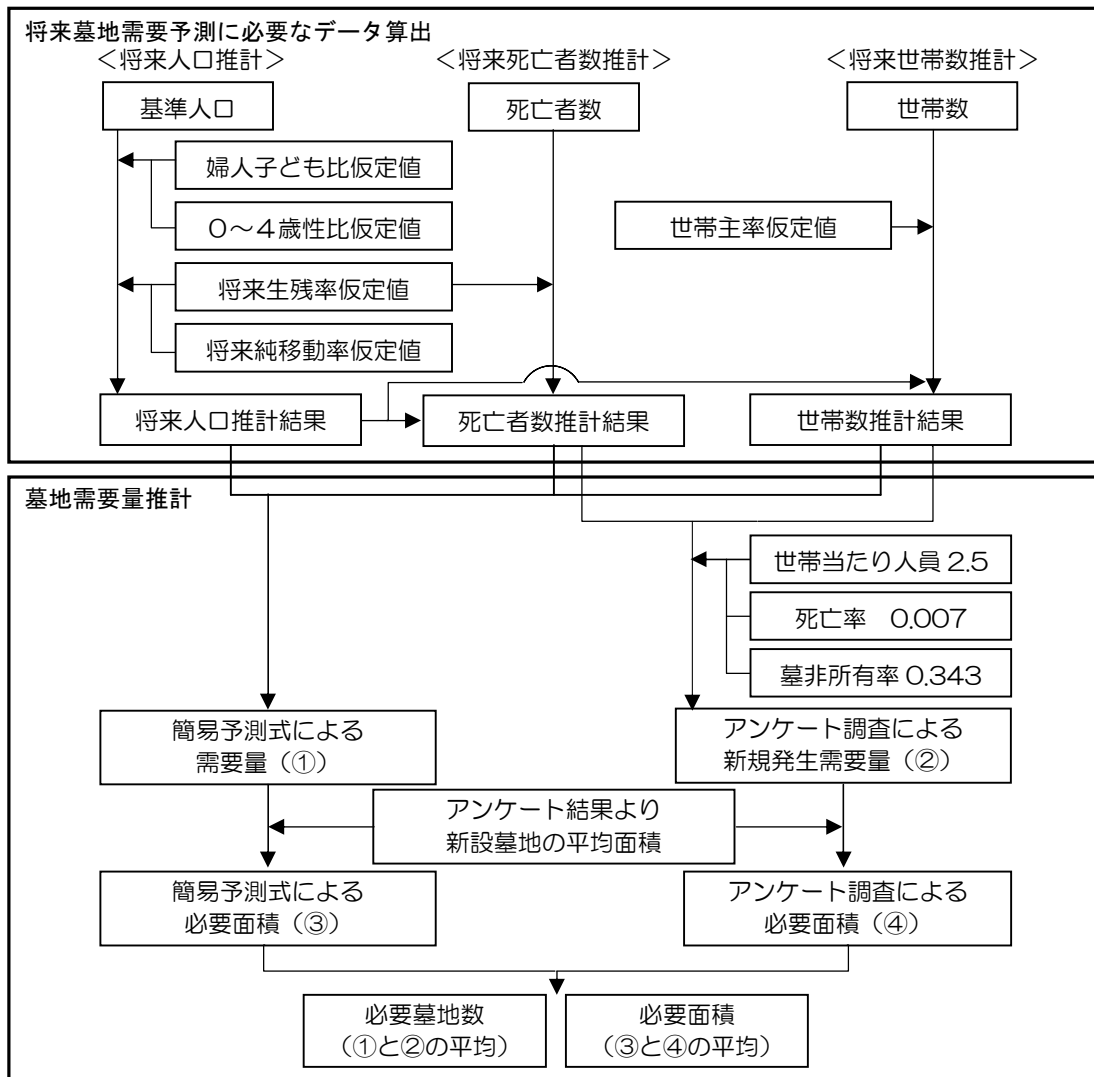 将来墓地需要予測に必要なデータ算出
＜将来人口推計＞
＜将来死亡者数推計＞
＜将来世帯数推計＞
基準人口
死亡者数
世帯数
婦人子ども比仮定値
０～４歳性比仮定値
世帯主率仮定値
将来生残率仮定値
将来純移動率仮定値
将来人口推計結果
死亡者数推計結果
世帯数推計結果
墓地需要量推計
世帯当たり人員 2.5
死亡率　0.007
墓非所有率 0.343
簡易予測式による
需要量（①）
アンケート調査による
新規発生需要量（②）
アンケート結果より
新設墓地の平均面積
簡易予測式による
必要面積（③）
アンケート調査による
必要面積（④）
必要墓地数
（①と②の平均）
必要面積
（③と④の平均）